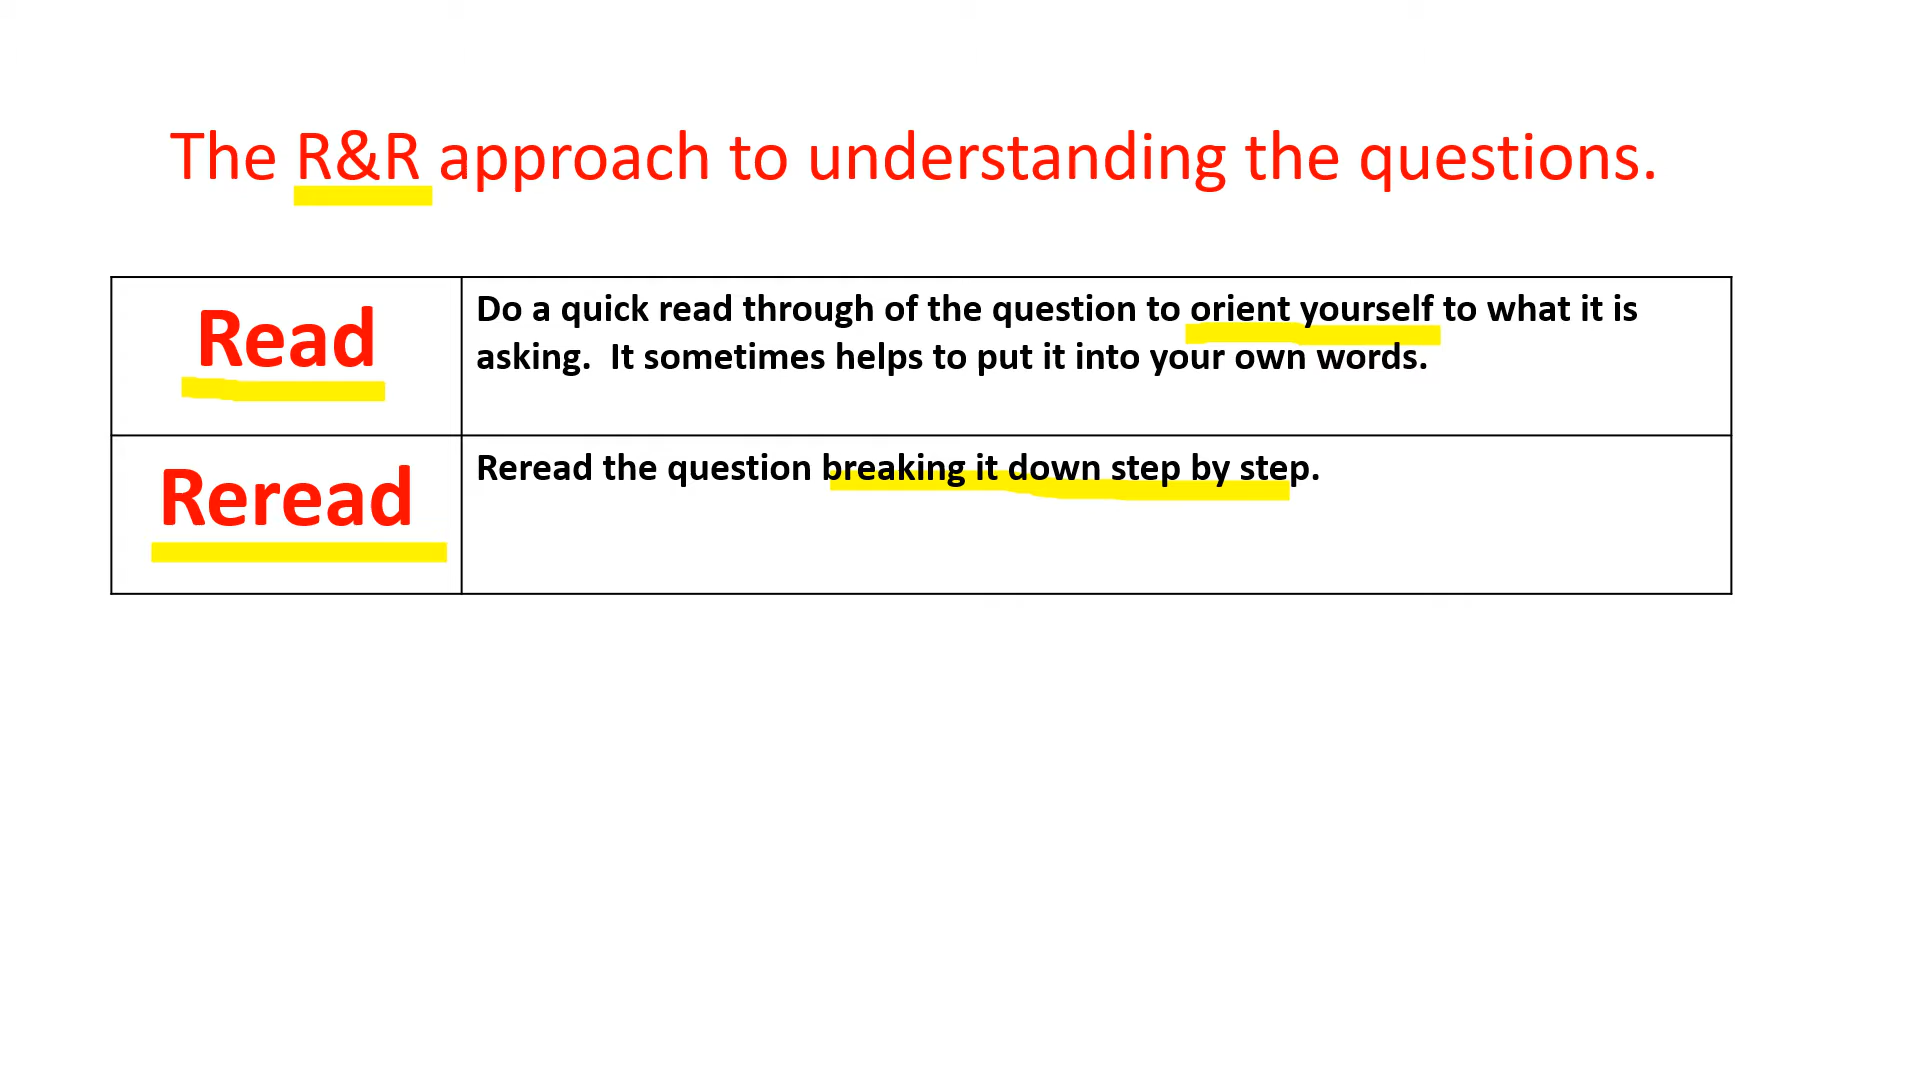 The R&R approach to understanding the questions.
Read
Do a quick read through of the question to orient yourself to what it is
asking.  It sometimes helps to put it into your own words.
Reread
Reread the question breaking it down step by step.